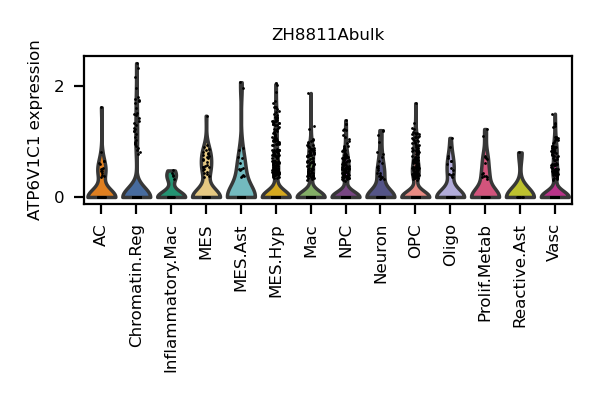 ZH8811Abulk
ATP6V1C1 expression
2
0
AC
Chromatin.Reg
Inflammatory.Mac
MES
MES.Ast
MES.Hyp
Mac
NPC
Neuron
OPC
Oligo
Prolif.Metab
Reactive.Ast
Vasc